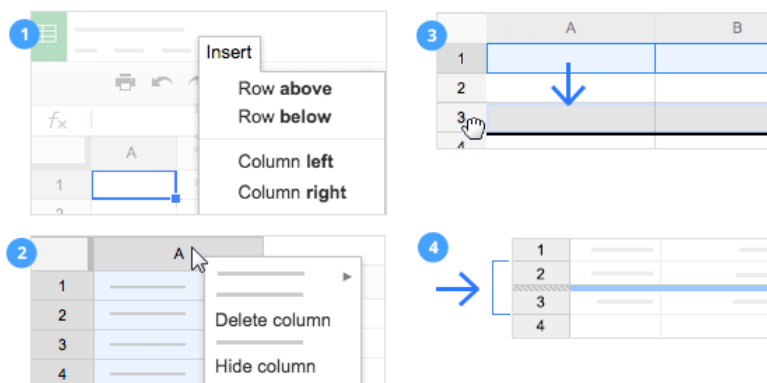 1
Insert
Row above
Row below
Column left
Column right
fx
A
1
2
2
A
1
2
3
4
Delete column
Hide column
3
A
B
1
2
3
4
4
1
2
3
4